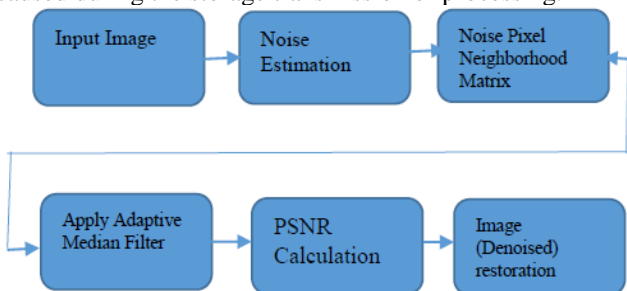 Input Image
Noise
Estimation
Noise Pixel
Neighborhood
Matrix
Apply Adaptive
Median Filter
PSNR
Calculation
Image
(Denoised)
restoration